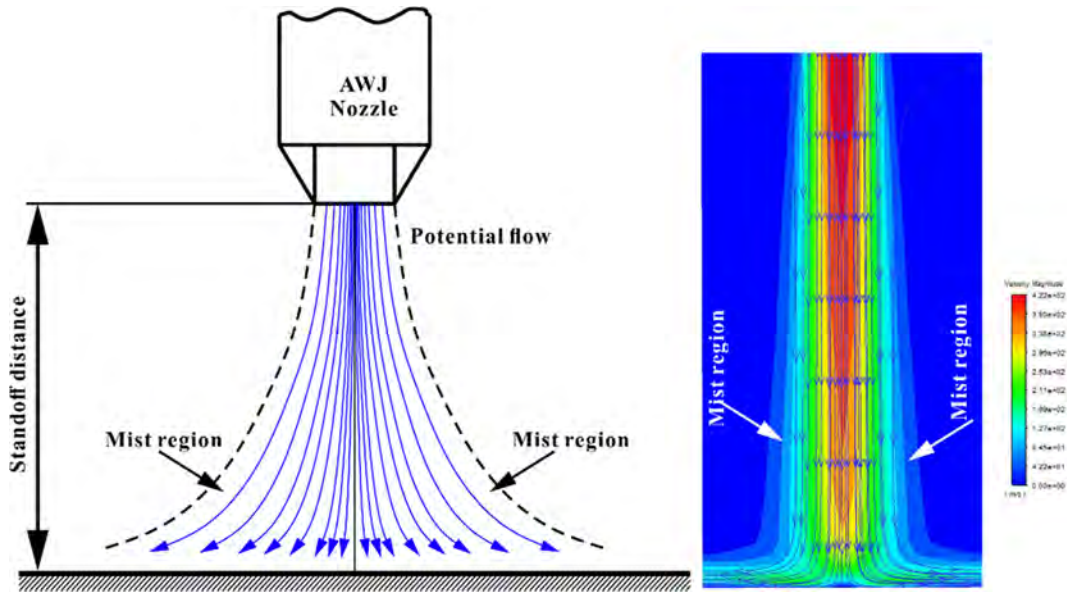 AWJ
Nozzle
Potential flow
Standoff distance
Mist region
Mist region
Mist region
Mist region
Velocity Magnitude
4.22e+02
3.80e+02
3.38e+02
2.95e+02
2.53e+02
2.11e+02
1.69e+02
1.27e+02
8.45e+01
4.22e+01
0.00e+00